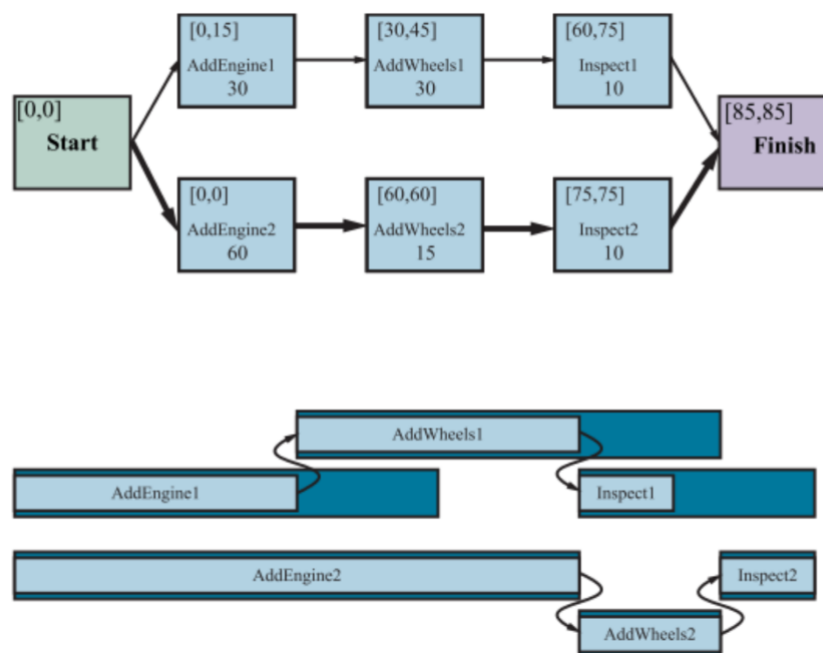 [0,15]
AddEngine1
30
[30,45]
AddWheels1
30
[60,75]
Inspect1
10
[0,0]
Start
[85,85]
Finish
[0,0]
AddEngine2
60
[60,60]
AddWheels2
15
[75,75]
Inspect2
10
AddWheels1
AddEngine1
Inspect1
AddEngine2
Inspect2
AddWheels2